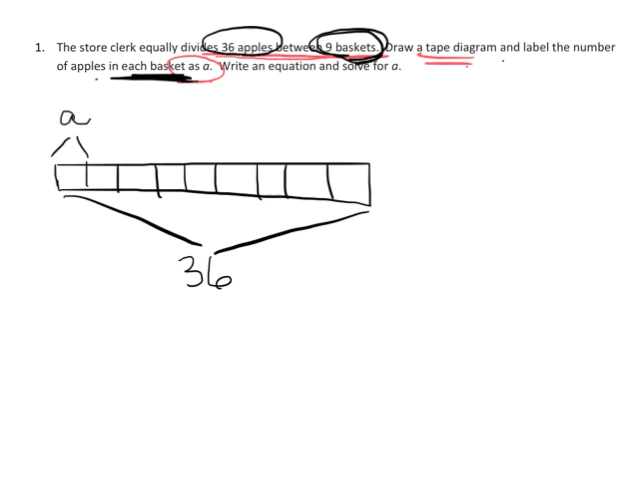 1. The store clerk equally divides 36 apples between 9 baskets. Draw a tape diagram and label the number
of apples in each basket as a. Write an equation and solve for a.
a
36